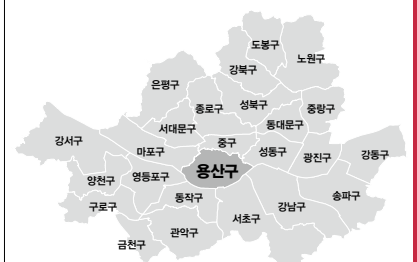 도봉구
노원구
강북구
은평구
성북구
중랑구
종로구
동대문구
서대문구
강서구
중구
마포구
성동구
광진구
강동구
용산구
양천구
영등포구
동작구
송파구
구로구
강남구
서초구
관악구
금천구